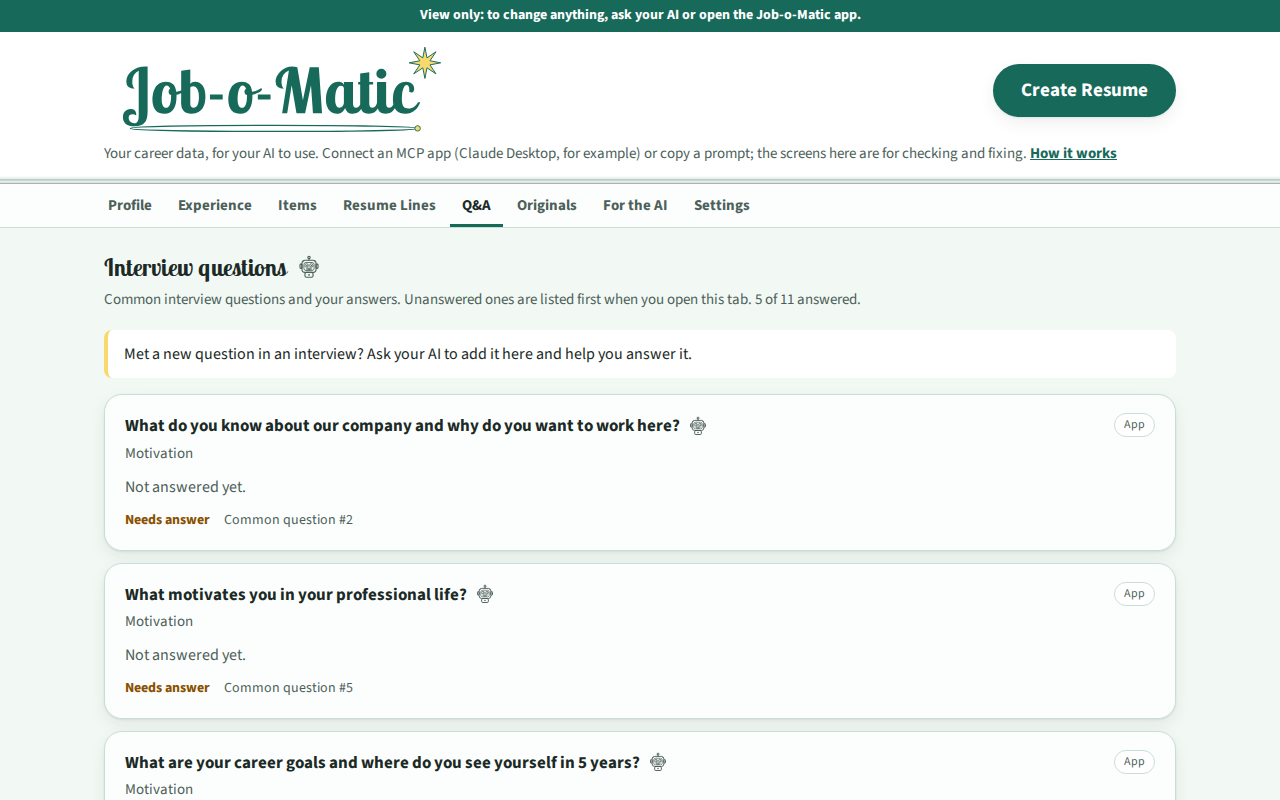 View only: to change anything, ask your AI or open the Job-o-Matic app.
Job-o-Matic
Create Resume
Your career data, for your AI to use. Connect an MCP app (Claude Desktop, for example) or copy a prompt; the screens here are for checking and fixing. How it works
Profile Experience Items Resume Lines Q&A Originals For the AI Settings
Interview questions
Common interview questions and your answers. Unanswered ones are listed first when you open this tab. 5 of 11 answered.
Met a new question in an interview? Ask your AI to add it here and help you answer it.
What do you know about our company and why do you want to work here? App
Motivation
Not answered yet.
Needs answer Common question #2
What motivates you in your professional life? App
Motivation
Not answered yet.
Needs answer Common question #5
What are your career goals and where do you see yourself in 5 years? App
Motivation